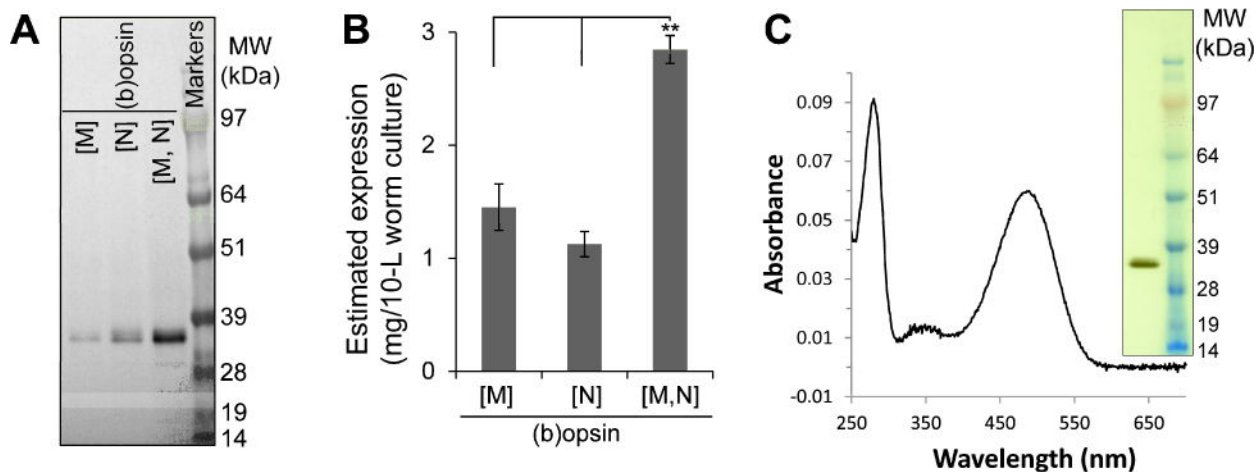 A
(b)opsin
[M]
[N]
[M, N]
Markers
MW
(kDa)
97
64
51
39
28
19
14
B
Estimated expression
(mg/10-L worm culture)
3
2
1
0
**
[M]
[N]
[M,N]
(b)opsin
C
Absorbance
0.09
0.07
0.05
0.03
0.01
-0.01
250
350
450
550
650
Wavelength (nm)
MW
(kDa)
97
64
51
39
28
19
14